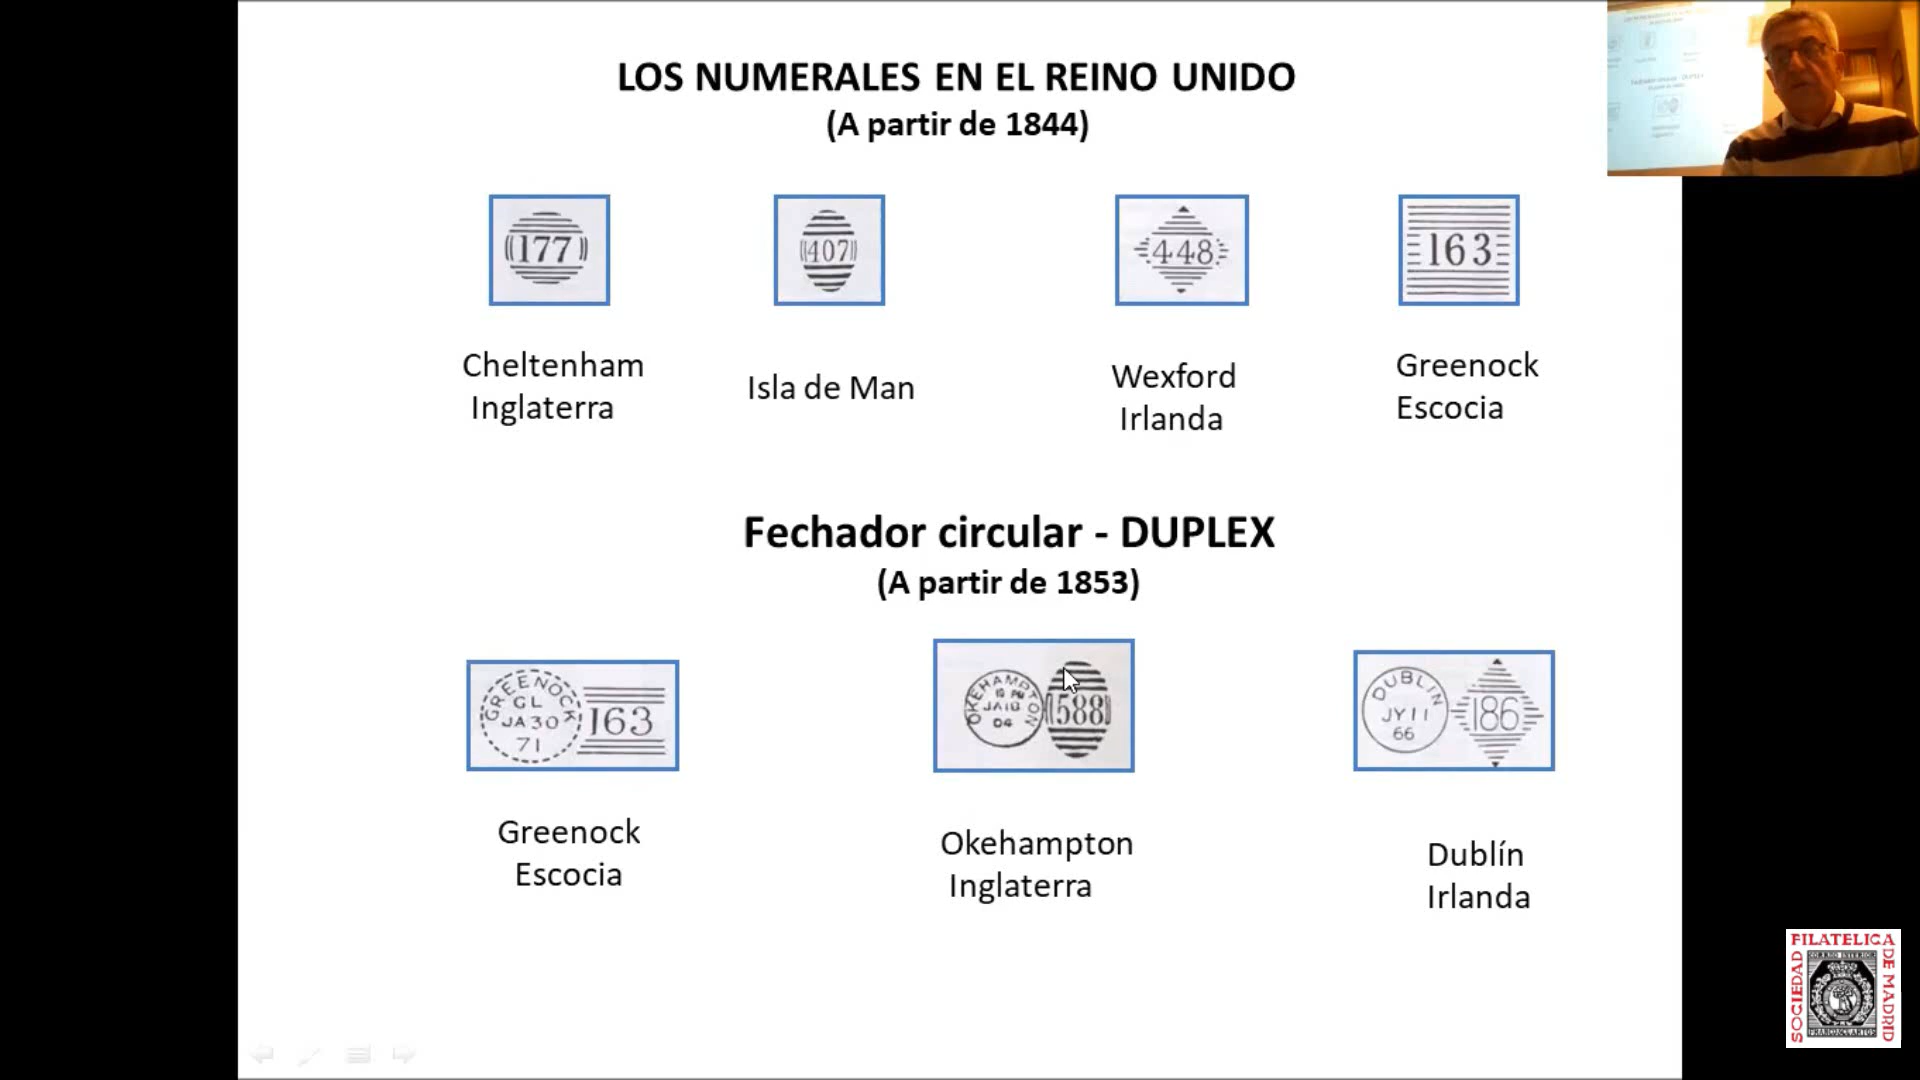 LOS NUMERALES EN EL REINO UNIDO
(A partir de 1844)
177
407
448
163
Cheltenham
Inglaterra
Isla de Man
Wexford
Irlanda
Greenock
Escocia
Fechador circular - DUPLEX
(A partir de 1853)
GREENOCK
GL
JA 30
71
163
OKEHAMPTON
JA 18
04
588
DUBLIN
JY 11
66
186
Greenock
Escocia
Okehampton
Inglaterra
Dublín
Irlanda
SOCIEDAD
FILATELICA
DE MADRID
CORREO INTERIOR